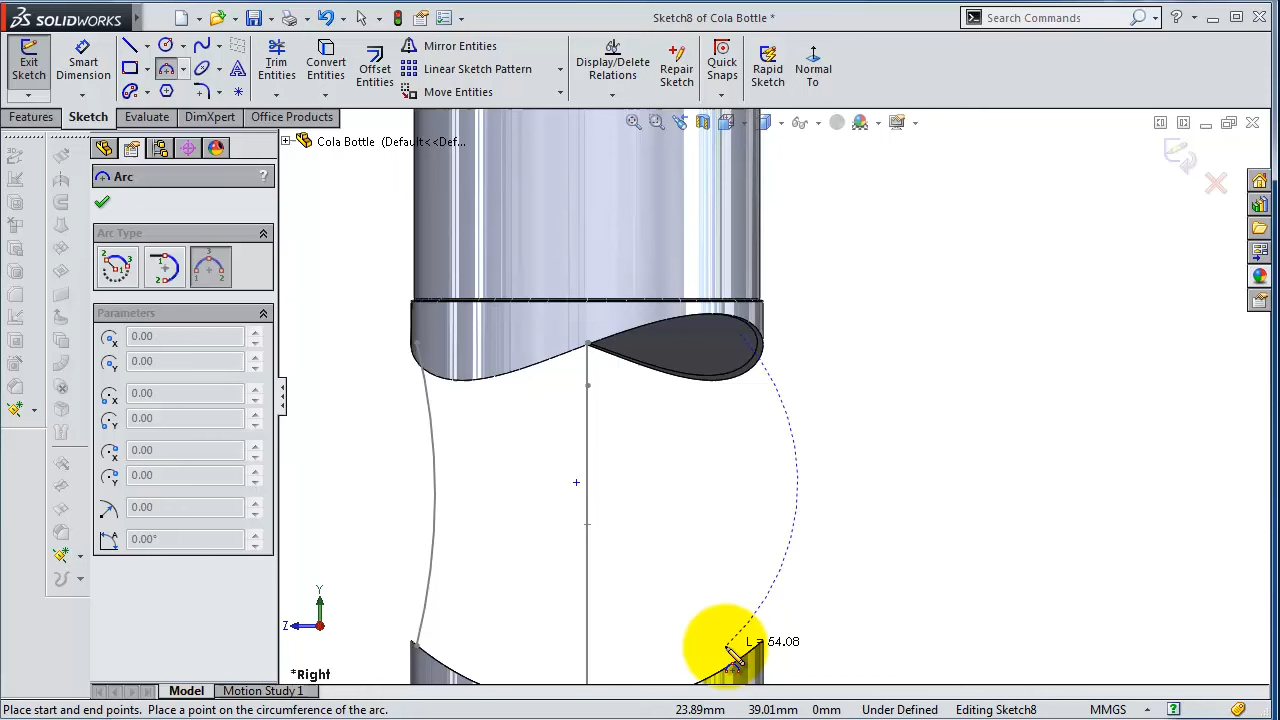 SOLIDWORKS
Sketch8 of Cola Bottle *
Search Commands
Exit Sketch
Smart Dimension
Trim Entities
Convert Entities
Offset Entities
Mirror Entities
Linear Sketch Pattern
Move Entities
Display/Delete Relations
Repair Sketch
Quick Snaps
Rapid Sketch
Normal To
Features
Sketch
Evaluate
DimXpert
Office Products
Cola Bottle (Default<<Def...
Arc
?
Arc Type
Parameters
0.00
0.00
0.00
0.00
0.00
0.00
0.00
0.00°
Y
Z
L = 54.08
*Right
Model
Motion Study 1
Place start and end points. Place a point on the circumference of the arc.
23.89mm
39.01mm
0mm
Under Defined
Editing Sketch8
MMGS
?